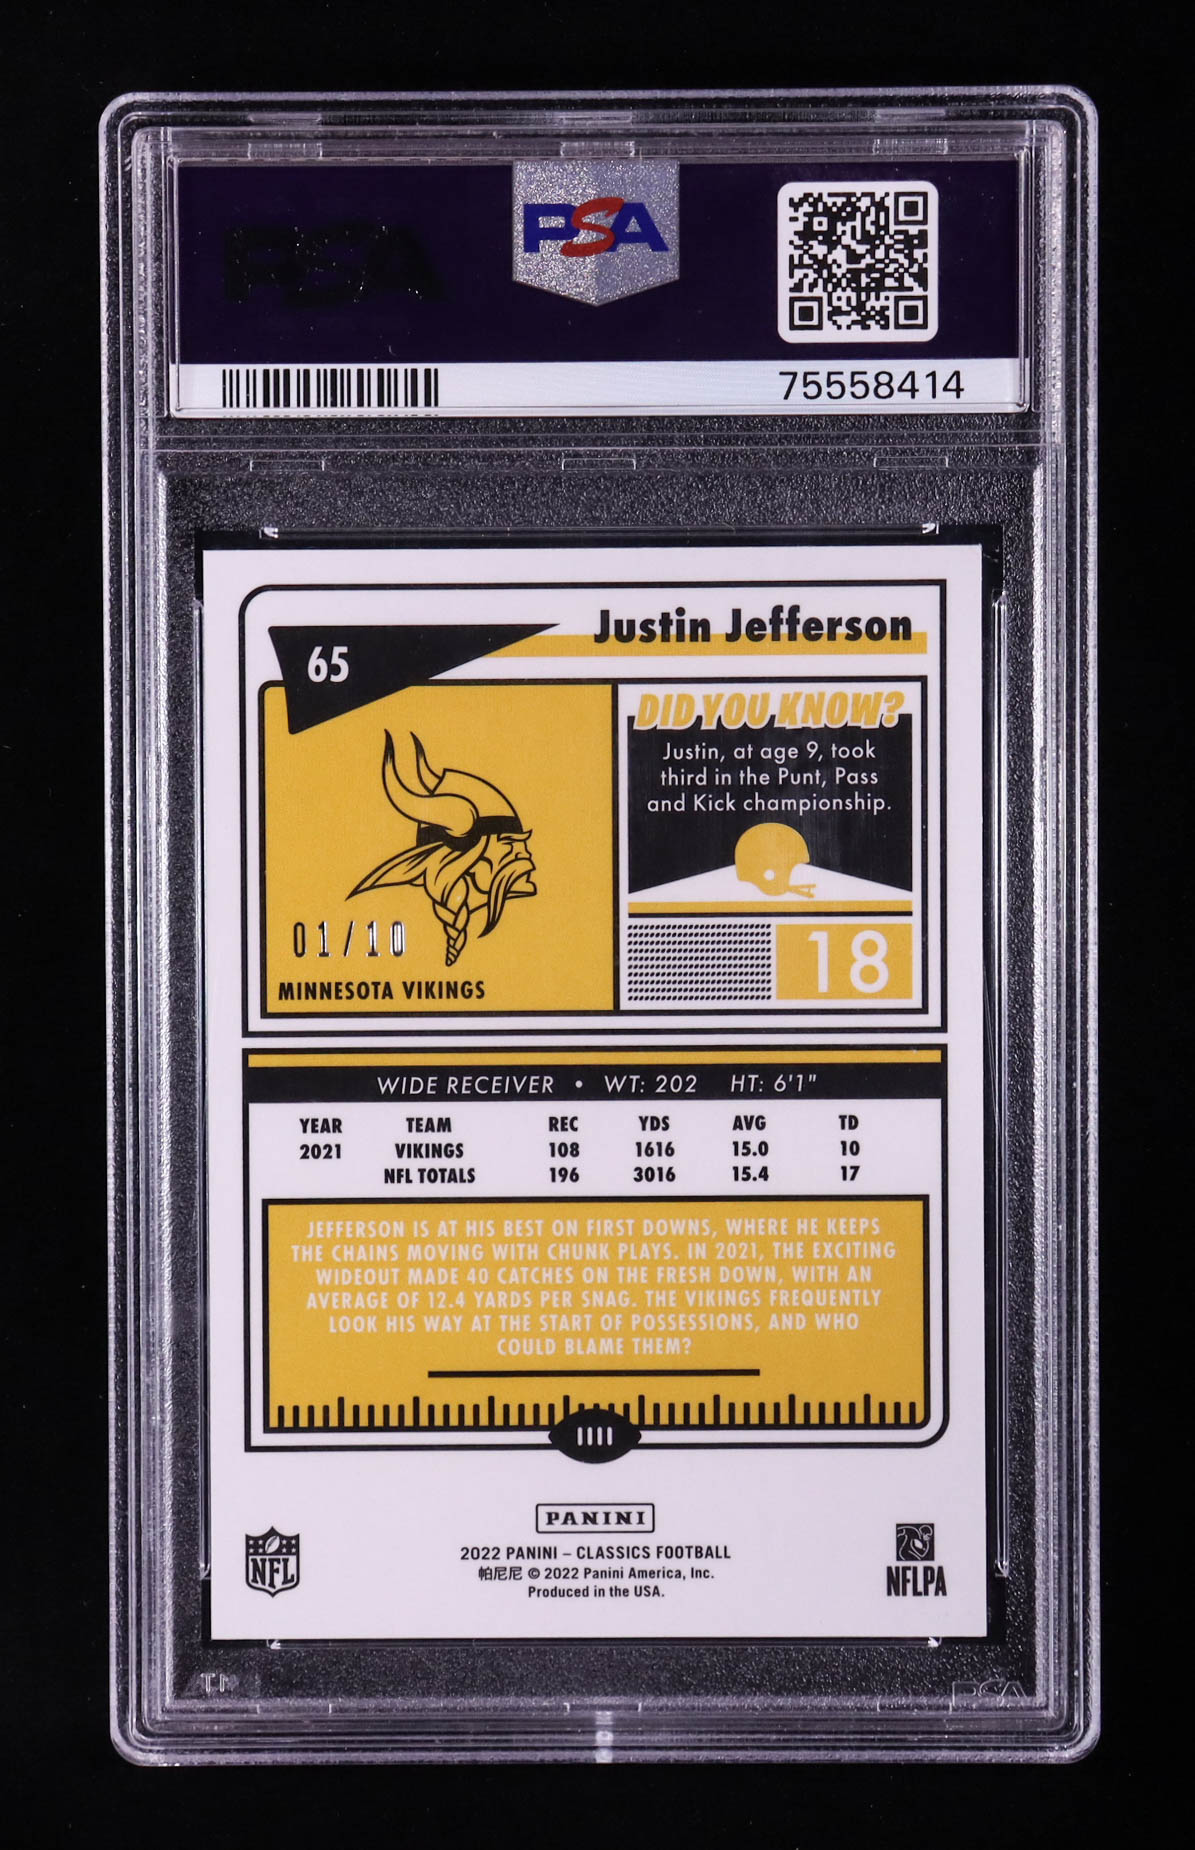 PSA
PSA
75558414
65
Justin Jefferson
DID YOU KNOW?
Justin, at age 9, took
third in the Punt, Pass
and Kick championship.
01/10
MINNESOTA VIKINGS
18
WIDE RECEIVER • WT: 202 HT: 6'1"
YEAR TEAM REC YDS AVG TD
2021 VIKINGS 108 1616 15.0 10
NFL TOTALS 196 3016 15.4 17
JEFFERSON IS AT HIS BEST ON FIRST DOWNS, WHERE HE KEEPS
THE CHAINS MOVING WITH CHUNK PLAYS. IN 2021, THE EXCITING
WIDEOUT MADE 40 CATCHES ON THE FRESH DOWN, WITH AN
AVERAGE OF 12.4 YARDS PER SNAG. THE VIKINGS FREQUENTLY
LOOK HIS WAY AT THE START OF POSSESSIONS, AND WHO
COULD BLAME THEM?
PANINI
2022 PANINI – CLASSICS FOOTBALL
帕尼尼 © 2022 Panini America, Inc.
Produced in the USA.
NFL
NFLPA
PSA